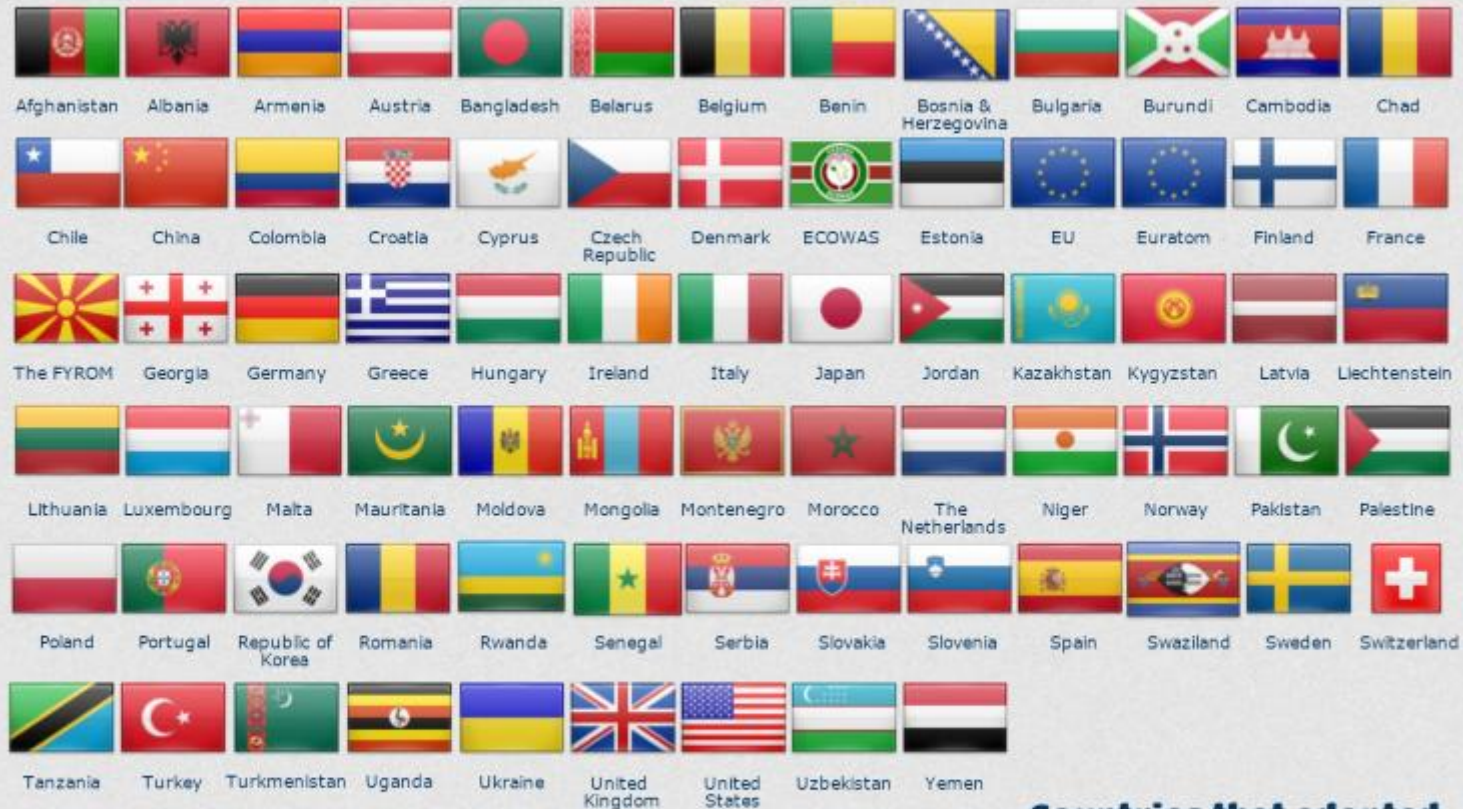 Afghanistan Albania Armenia Austria Bangladesh Belarus Belgium Benin Bosnia & Herzegovina Bulgaria Burundi Cambodia Chad
Chile China Colombia Croatia Cyprus Czech Republic Denmark ECOWAS Estonia EU Euratom Finland France
The FYROM Georgia Germany Greece Hungary Ireland Italy Japan Jordan Kazakhstan Kygyzstan Latvia Liechtenstein
Lithuania Luxembourg Malta Mauritania Moldova Mongolia Montenegro Morocco The Netherlands Niger Norway Pakistan Palestine
Poland Portugal Republic of Korea Romania Rwanda Senegal Serbia Slovakia Slovenia Spain Swaziland Sweden Switzerland
Tanzania Turkey Turkmenistan Uganda Ukraine United Kingdom United States Uzbekistan Yemen